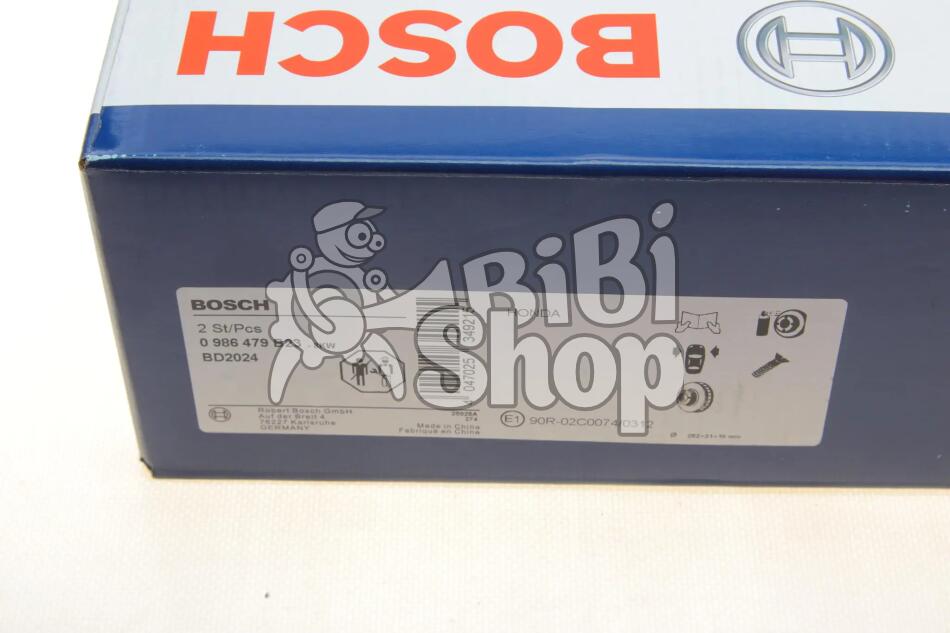 BOSCH
BiBi
Shop
BOSCH
2 St/Pcs
0 986 479 B23
BD2024
HONDA
Robert Bosch GmbH
Auf der Breit 4
76227 Karlsruhe
GERMANY
Made in China
Fabriqué en China
274
E1 90R-02C0074/0312